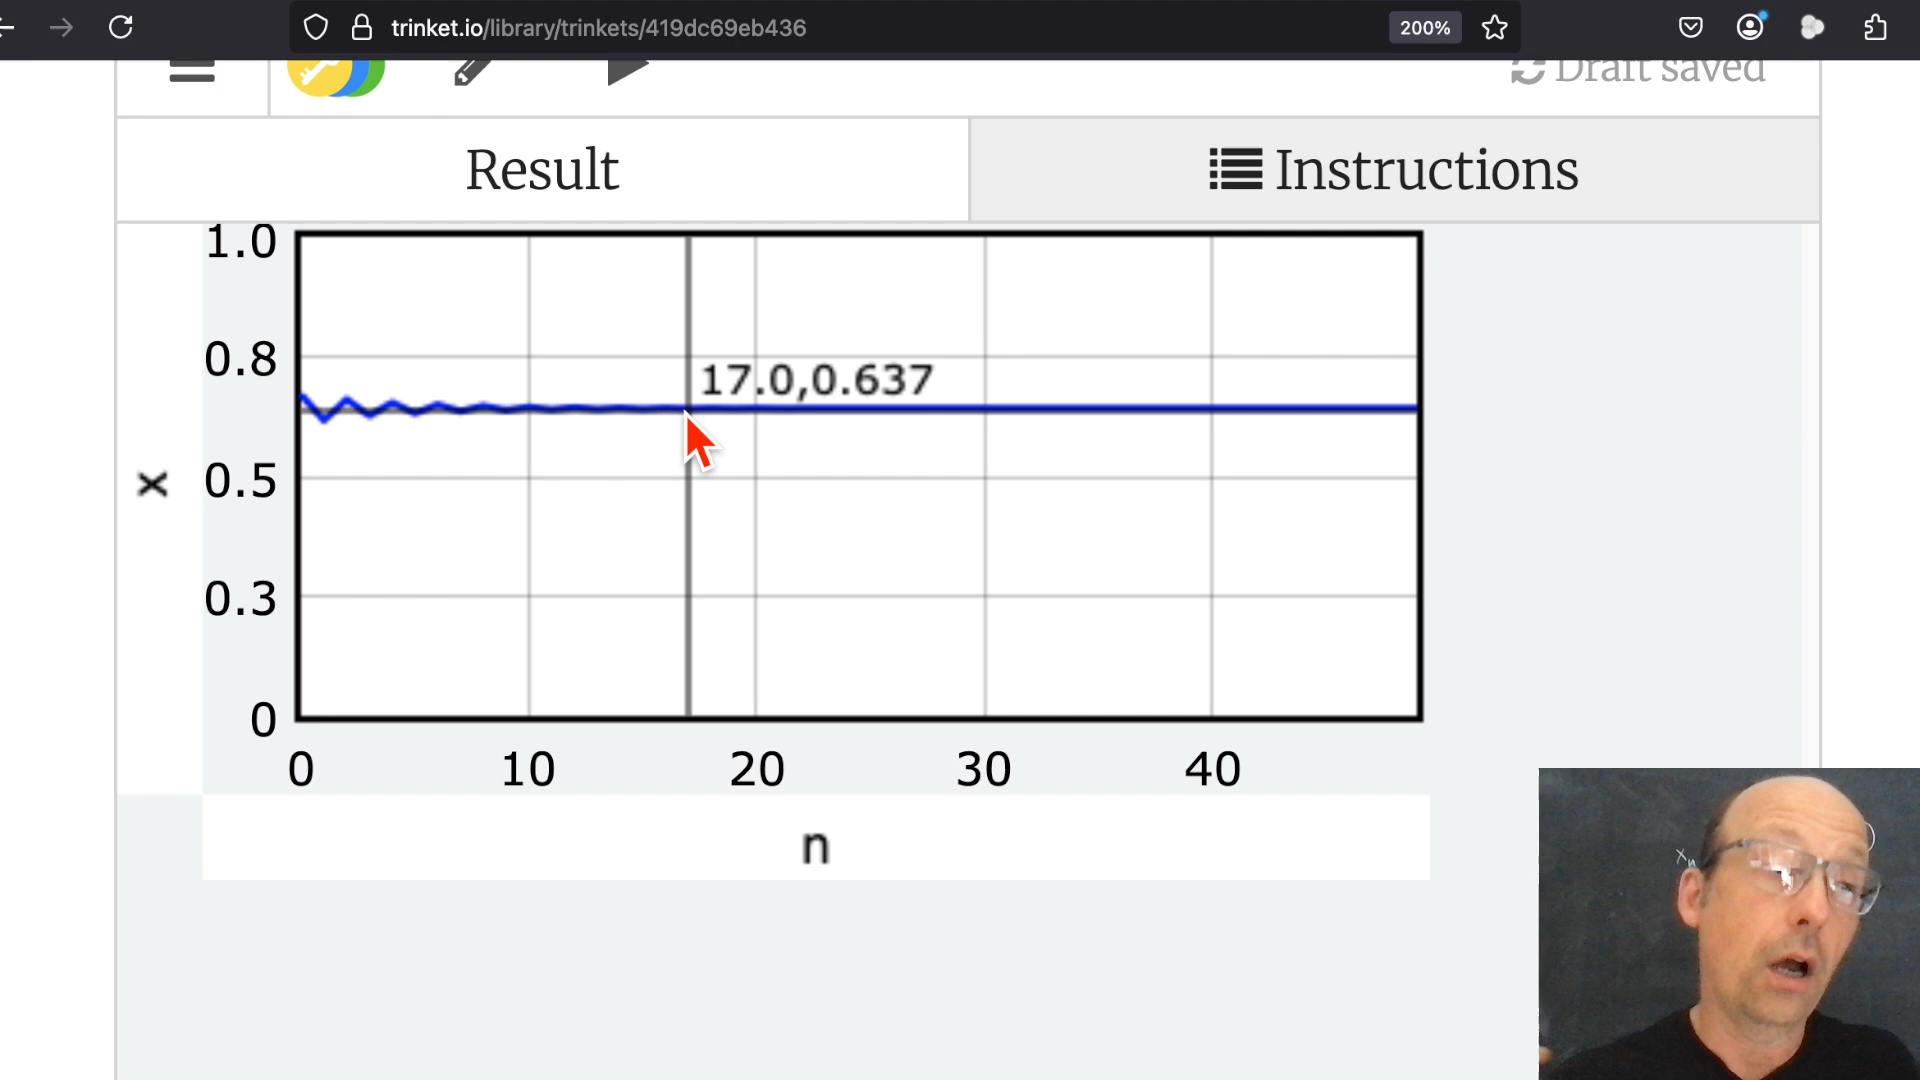 trinket.io/library/trinkets/419dc69eb436
200%
Draft saved
Result
Instructions
1.0
0.8
17.0,0.637
x
0.5
0.3
0
0 10 20 30 40
n
xn